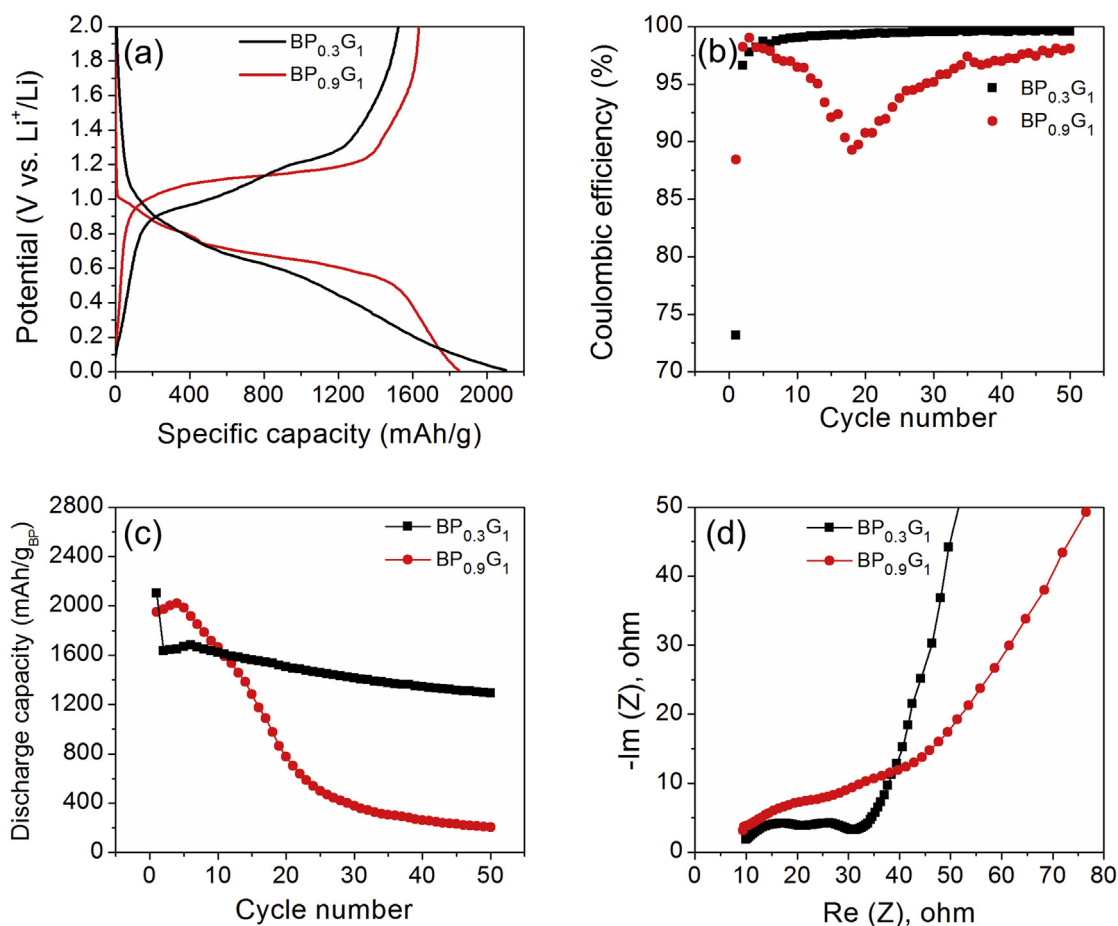 (a)
BP0.3G1
BP0.9G1
2.0
1.8
1.6
1.4
1.2
1.0
0.8
0.6
0.4
0.2
0.0
Potential (V vs. Li+/Li)
0 400 800 1200 1600 2000
Specific capacity (mAh/g)
(b)
BP0.3G1
BP0.9G1
100
95
90
85
80
75
70
Coulombic efficiency (%)
0 10 20 30 40 50
Cycle number
(c)
BP0.3G1
BP0.9G1
2800
2400
2000
1600
1200
800
400
0
Discharge capacity (mAh/gBP)
0 10 20 30 40 50
Cycle number
(d)
BP0.3G1
BP0.9G1
50
40
30
20
10
0
-Im (Z), ohm
0 10 20 30 40 50 60 70 80
Re (Z), ohm